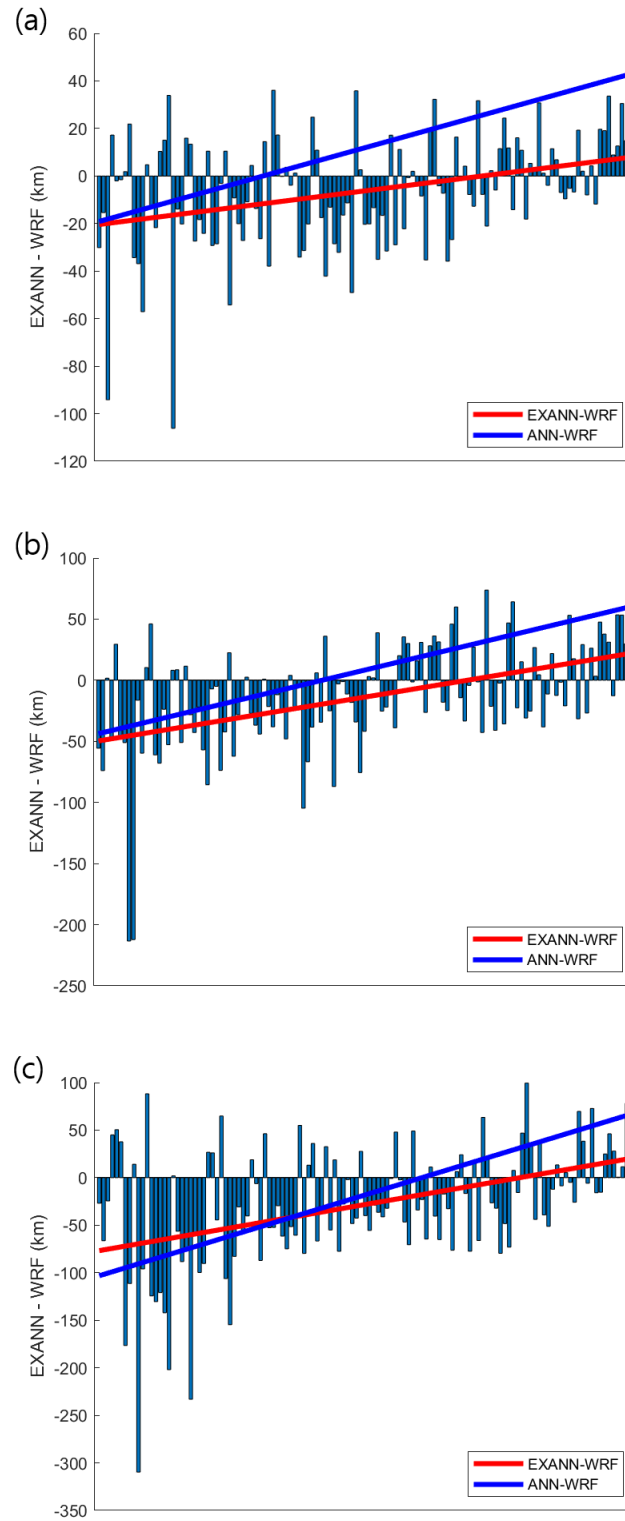 (a)
60
40
20
0
-20
-40
-60
-80
-100
-120
EXANN - WRF (km)
EXANN-WRF
ANN-WRF
(b)
100
50
0
-50
-100
-150
-200
-250
EXANN - WRF (km)
EXANN-WRF
ANN-WRF
(c)
100
50
0
-50
-100
-150
-200
-250
-300
-350
EXANN - WRF (km)
EXANN-WRF
ANN-WRF